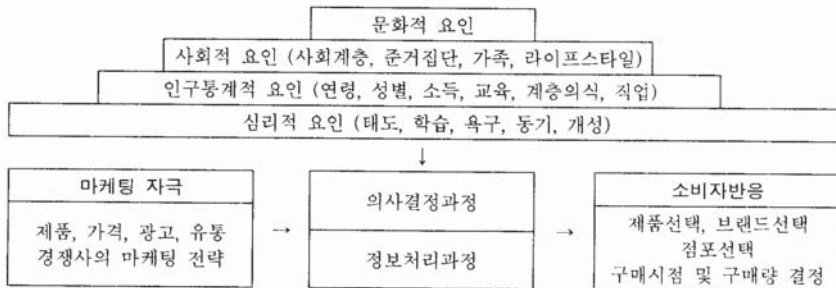 문화적 요인
사회적 요인 (사회계층, 준거집단, 가족, 라이프스타일)
인구통계적 요인 (연령, 성별, 소득, 교육, 계층의식, 직업)
심리적 요인 (태도, 학습, 욕구, 동기, 개성)
↓
마케팅 자극
제품, 가격, 광고, 유통
경쟁사의 마케팅 전략
→
의사결정과정
정보처리과정
→
소비자반응
제품선택, 브랜드선택
점포선택
구매시점 및 구매량 결정